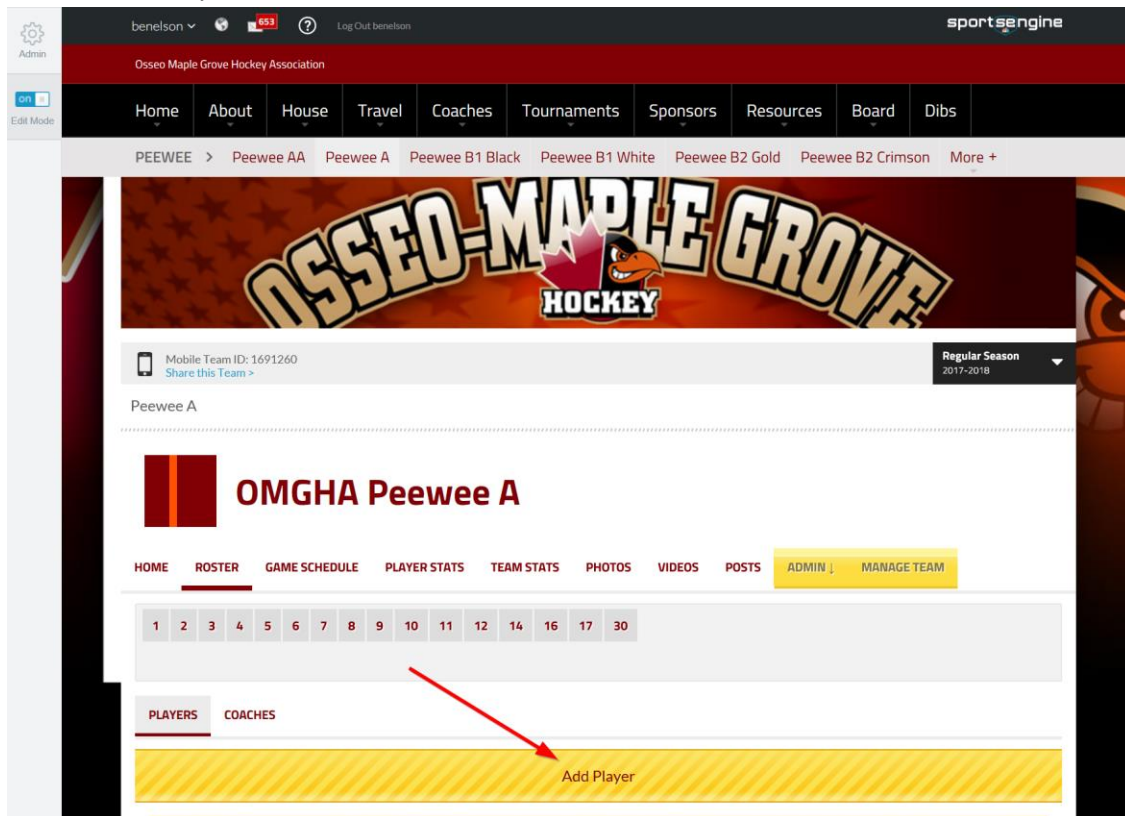 benelson 653 ? Log Out benelson sportsengine
Admin
Osseo Maple Grove Hockey Association
on
Edit Mode
Home About House Travel Coaches Tournaments Sponsors Resources Board Dibs
PEEWEE > Peewee AA Peewee A Peewee B1 Black Peewee B1 White Peewee B2 Gold Peewee B2 Crimson More +
OSSEO-MAPLE GROVE
HOCKEY
Mobile Team ID: 1691260
Share this Team >
Regular Season
2017-2018
Peewee A
OMGHA Peewee A
HOME ROSTER GAME SCHEDULE PLAYER STATS TEAM STATS PHOTOS VIDEOS POSTS ADMIN ↓ MANAGE TEAM
1 2 3 4 5 6 7 8 9 10 11 12 14 16 17 30
PLAYERS COACHES
Add Player